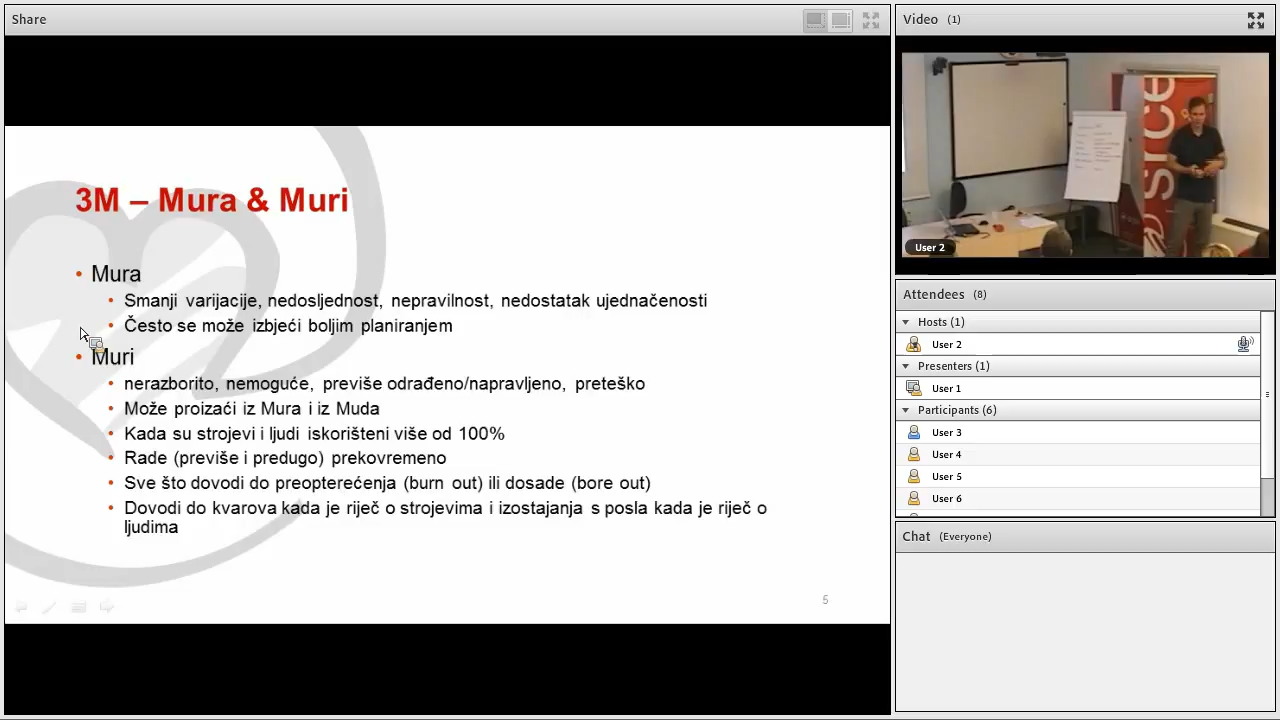 Share
3M – Mura & Muri
• Mura
• Smanji varijacije, nedosljednost, nepravilnost, nedostatak ujednačenosti
• Često se može izbjeći boljim planiranjem
• Muri
• nerazborito, nemoguće, previše odrađeno/napravljeno, preteško
• Može proizaći iz Mura i iz Muda
• Kada su strojevi i ljudi iskorišteni više od 100%
• Rade (previše i predugo) prekovremeno
• Sve što dovodi do preopterećenja (burn out) ili dosade (bore out)
• Dovodi do kvarova kada je riječ o strojevima i izostajanja s posla kada je riječ o
ljudima
5
Video (1)
srce
User 2
Attendees (8)
Hosts (1)
User 2
Presenters (1)
User 1
Participants (6)
User 3
User 4
User 5
User 6
Chat (Everyone)